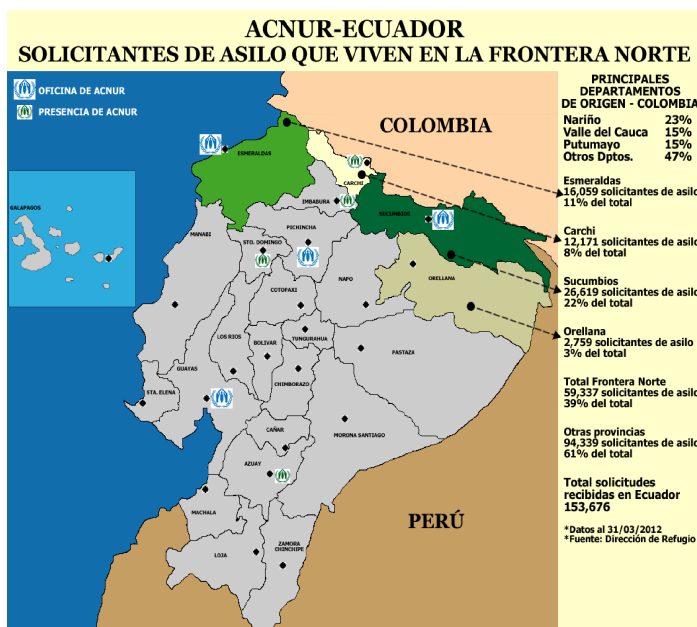 ACNUR-ECUADOR
SOLICITANTES DE ASILO QUE VIVEN EN LA FRONTERA NORTE
OFICINA DE ACNUR
PRESENCIA DE ACNUR
COLOMBIA
ESMERALDAS
CARCHI
IMBABURA
SUCUMBIOS
GALAPAGOS
MANABI
PICHINCHA
STO. DOMINGO
NAPO
ORELLANA
COTOPAXI
LOS RIOS
BOLIVAR
TUNGURAHUA
PASTAZA
GUAYAS
CHIMBORAZO
STA. ELENA
CAÑAR
MORONA SANTIAGO
AZUAY
MACHALA
PERÚ
LOJA
ZAMORA
CHINCHIPE
PRINCIPALES
DEPARTAMENTOS
DE ORIGEN - COLOMBIA
Nariño 23%
Valle del Cauca 15%
Putumayo 15%
Otros Dptos. 47%
Esmeraldas
16,059 solicitantes de asilo
11% del total
Carchi
12,171 solicitantes de asilo
8% del total
Sucumbios
26,619 solicitantes de asilo
22% del total
Orellana
2,759 solicitantes de asilo
3% del total
Total Frontera Norte
59,337 solicitantes de asilo
39% del total
Otras provincias
94,339 solicitantes de asilo
61% del total
Total solicitudes
recibidas en Ecuador
153,676
*Datos al 31/03/2012
*Fuente: Dirección de Refugio